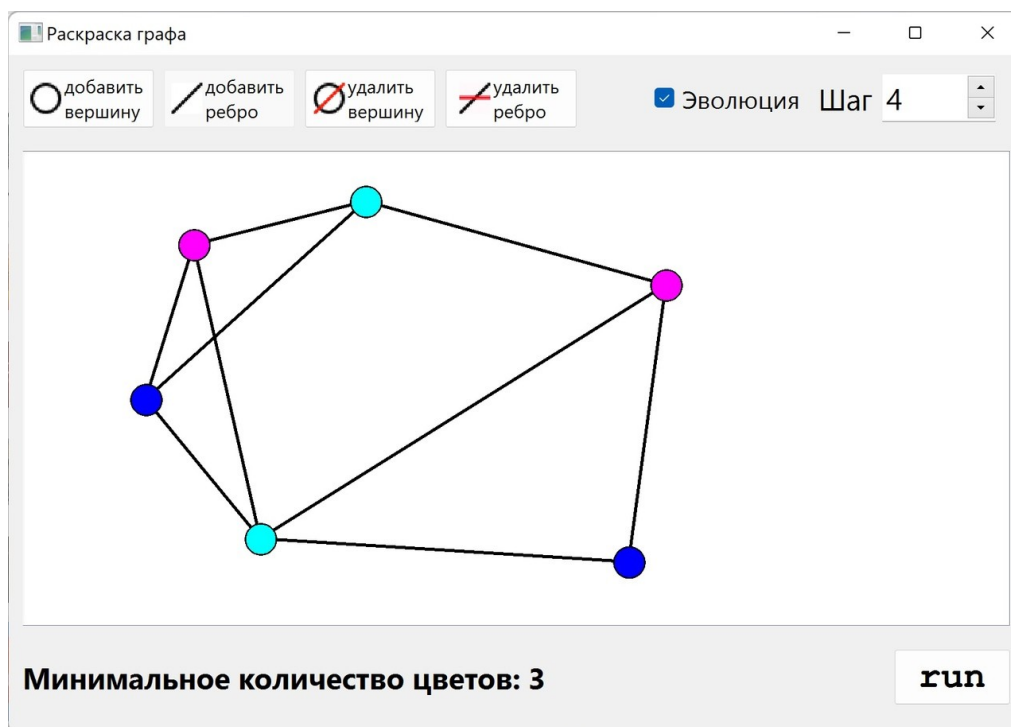 Раскраска графа
добавить
вершину
добавить
ребро
удалить
вершину
удалить
ребро
Эволюция
Шаг 4
Минимальное количество цветов: 3
run